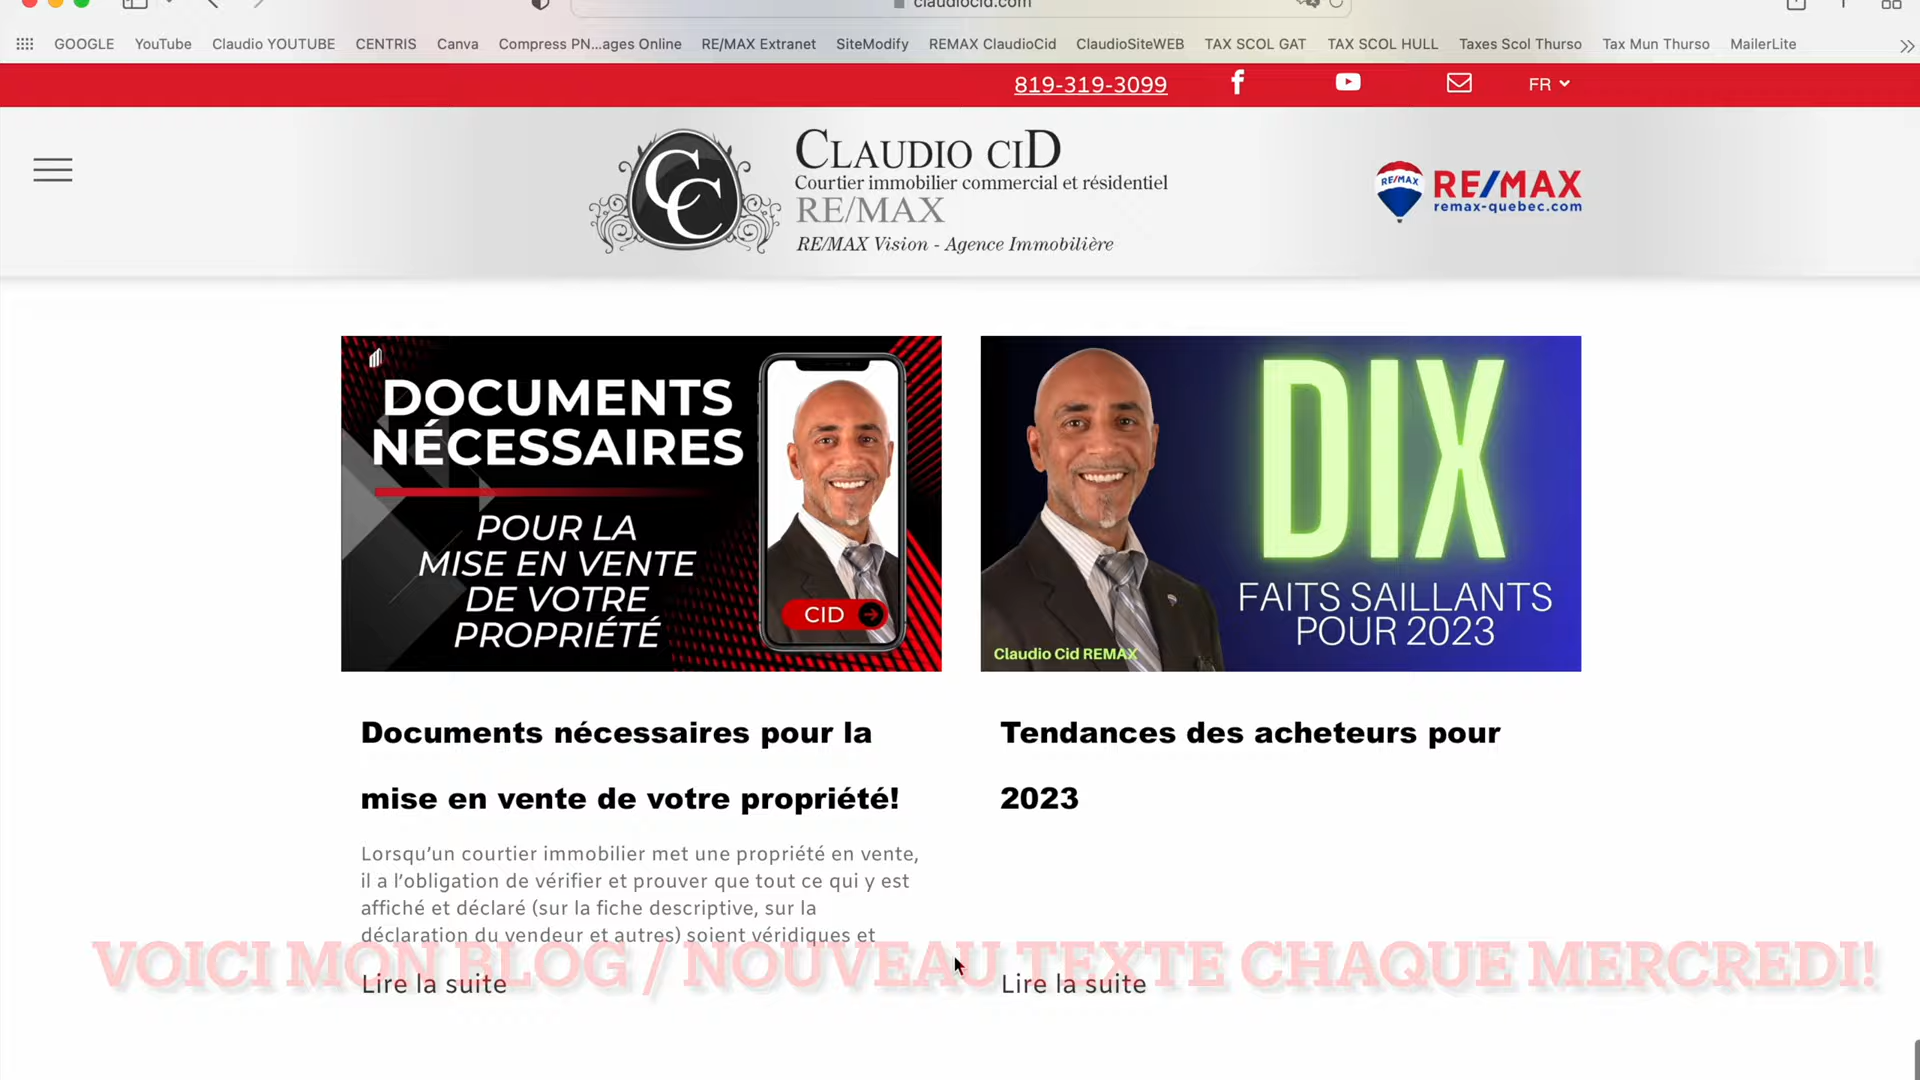 claudiocid.com
GOOGLE YouTube Claudio YOUTUBE CENTRIS Canva Compress PN...ages Online RE/MAX Extranet SiteModify REMAX ClaudioCid ClaudioSiteWEB TAX SCOL GAT TAX SCOL HULL Taxes Scol Thurso Tax Mun Thurso MailerLite
819-319-3099 FR
CLAUDIO CID
Courtier immobilier commercial et résidentiel
RE/MAX
RE/MAX Vision - Agence Immobilière
CC
RE/MAX
RE/MAX
remax-quebec.com
DOCUMENTS
NÉCESSAIRES
POUR LA
MISE EN VENTE
DE VOTRE
PROPRIÉTÉ
CID
DIX
FAITS SAILLANTS
POUR 2023
Claudio Cid REMAX
Documents nécessaires pour la
mise en vente de votre propriété!
Lorsqu'un courtier immobilier met une propriété en vente,
il a l'obligation de vérifier et prouver que tout ce qui y est
affiché et déclaré (sur la fiche descriptive, sur la
déclaration du vendeur et autres) soient véridiques et
Lire la suite
Tendances des acheteurs pour
2023
Lire la suite
VOICI MON BLOG / NOUVEAU TEXTE CHAQUE MERCREDI!